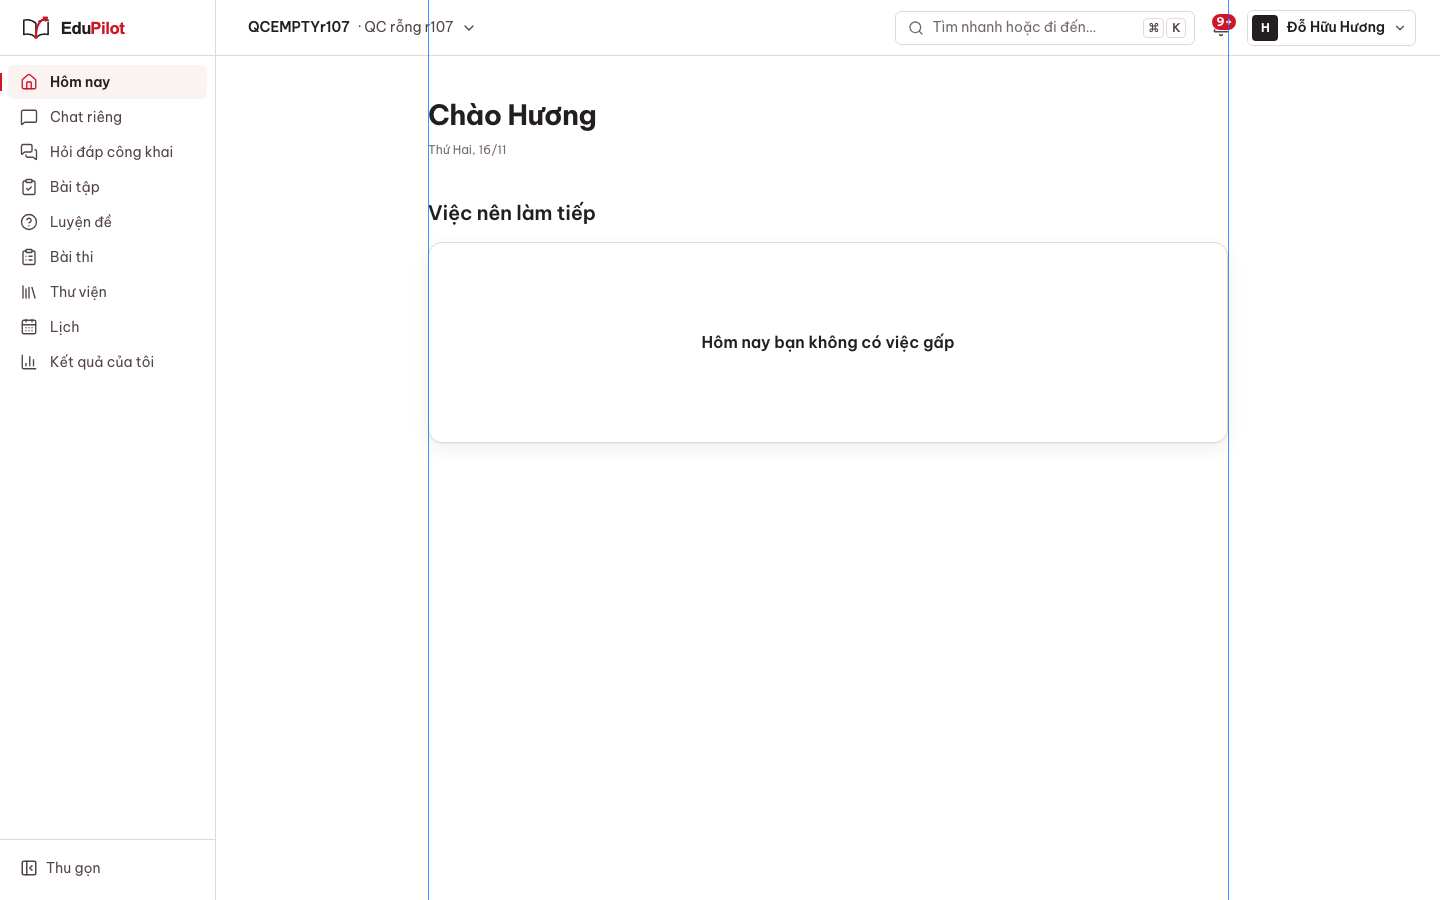 EduPilot
QCEMPTYr107 · QC rỗng r107
Tìm nhanh hoặc đi đến... ⌘ K
9+
H Đỗ Hữu Hương
Hôm nay
Chat riêng
Hỏi đáp công khai
Bài tập
Luyện đề
Bài thi
Thư viện
Lịch
Kết quả của tôi
Thu gọn
Chào Hương
Thứ Hai, 16/11
Việc nên làm tiếp
Hôm nay bạn không có việc gấp